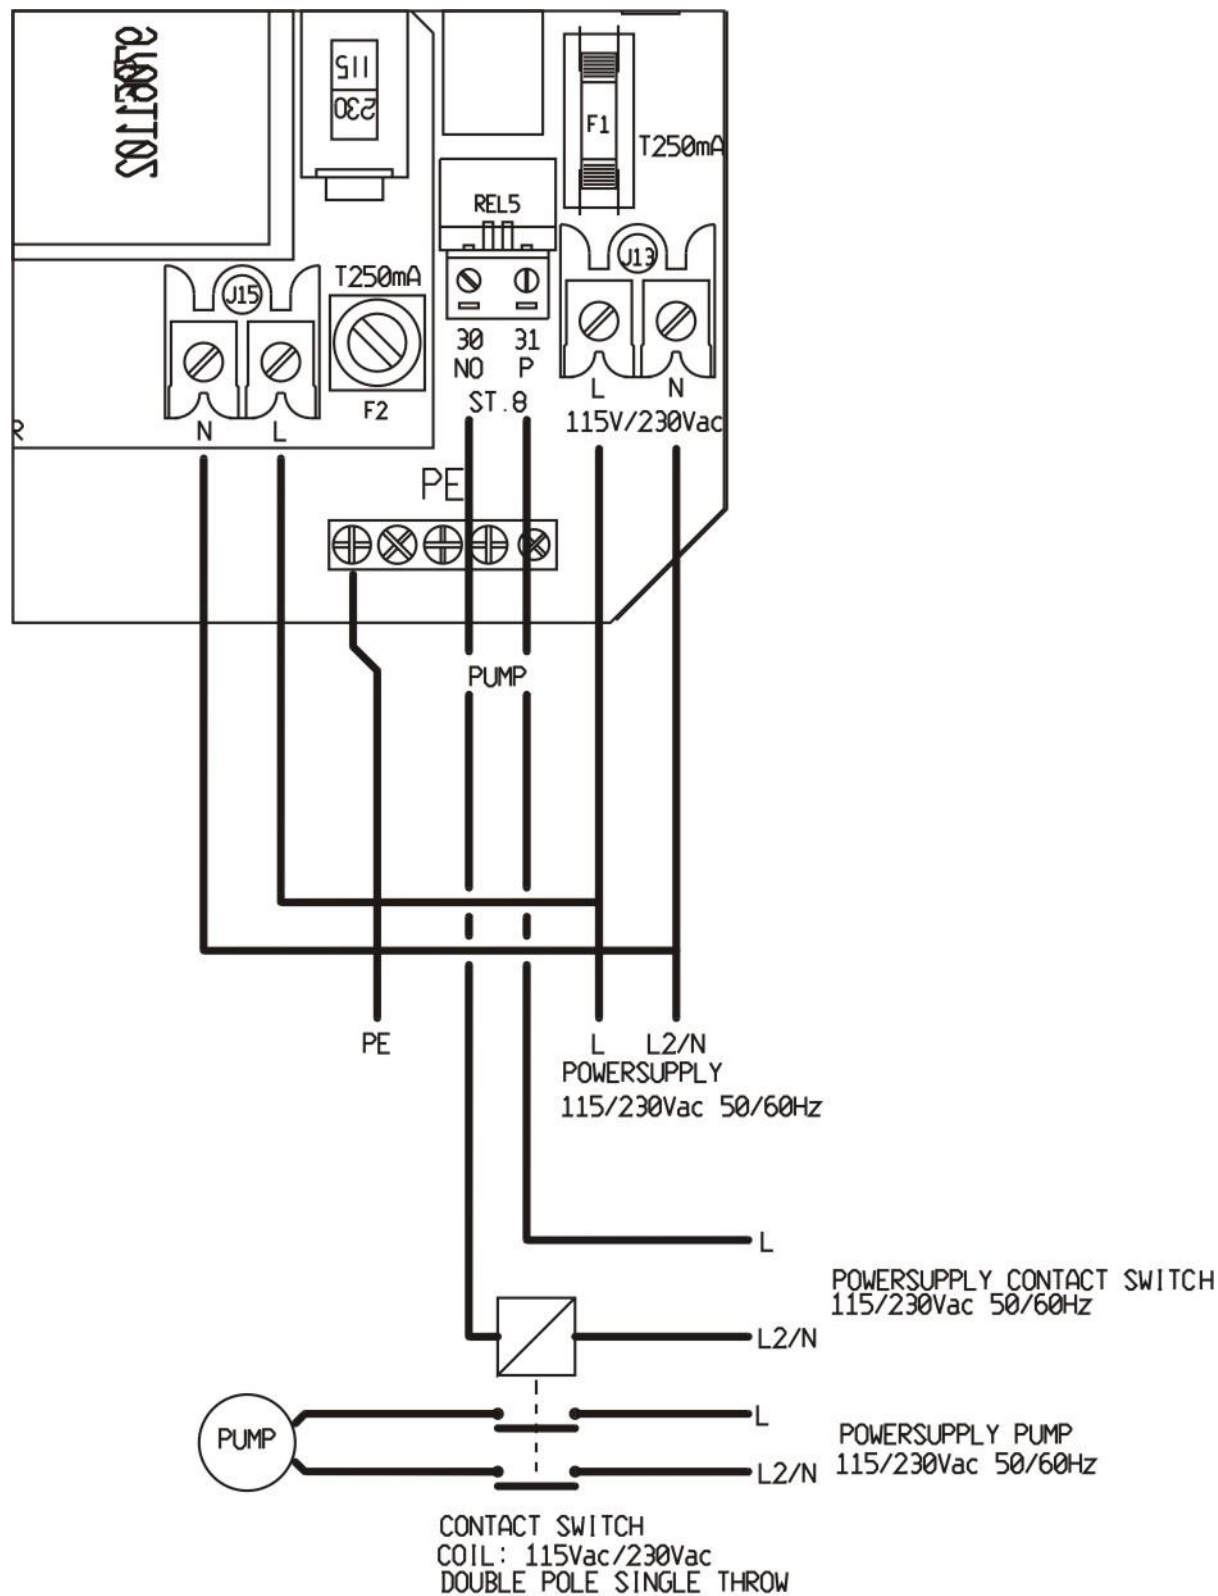 115
230
F1
T250mA
REL5
J13
J15
T250mA
30 31
NO P
ST.8
L N
115V/230Vac
F2
R N L
PE
PUMP
PE L L2/N
POWERSUPPLY
115/230Vac 50/60Hz
L
POWERSUPPLY CONTACT SWITCH
115/230Vac 50/60Hz
L2/N
L
PUMP
POWERSUPPLY PUMP
115/230Vac 50/60Hz
L2/N
CONTACT SWITCH
COIL: 115Vac/230Vac
DOUBLE POLE SINGLE THROW